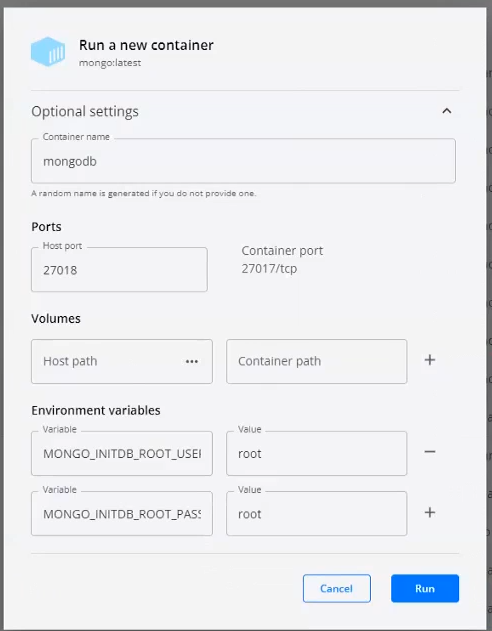 Run a new container
mongo:latest
Optional settings
Container name
mongodb
A random name is generated if you do not provide one.
Ports
Host port
27018
Container port
27017/tcp
Volumes
Host path ···
Container path
+
Environment variables
Variable
MONGO_INITDB_ROOT_USER
Value
root
−
Variable
MONGO_INITDB_ROOT_PASS
Value
root
+
Cancel
Run